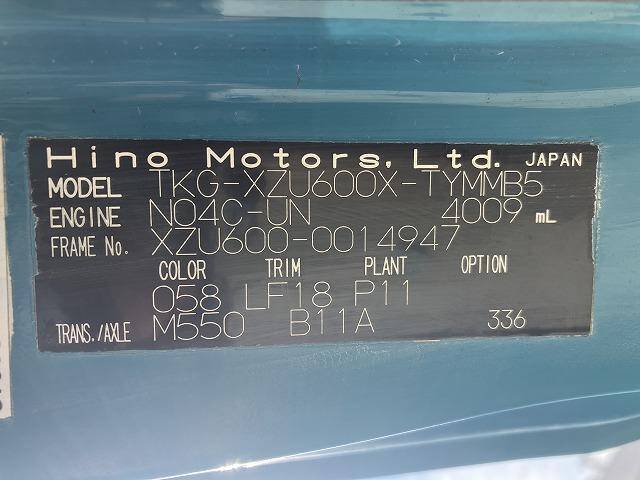 Hino Motors, Ltd. JAPAN
MODEL TKG-XZU600X-TYMMB5
ENGINE N04C-UN 4009 mL
FRAME No. XZU600-0014947
COLOR TRIM PLANT OPTION
058 LF18 P11
TRANS./AXLE M550 B11A 336